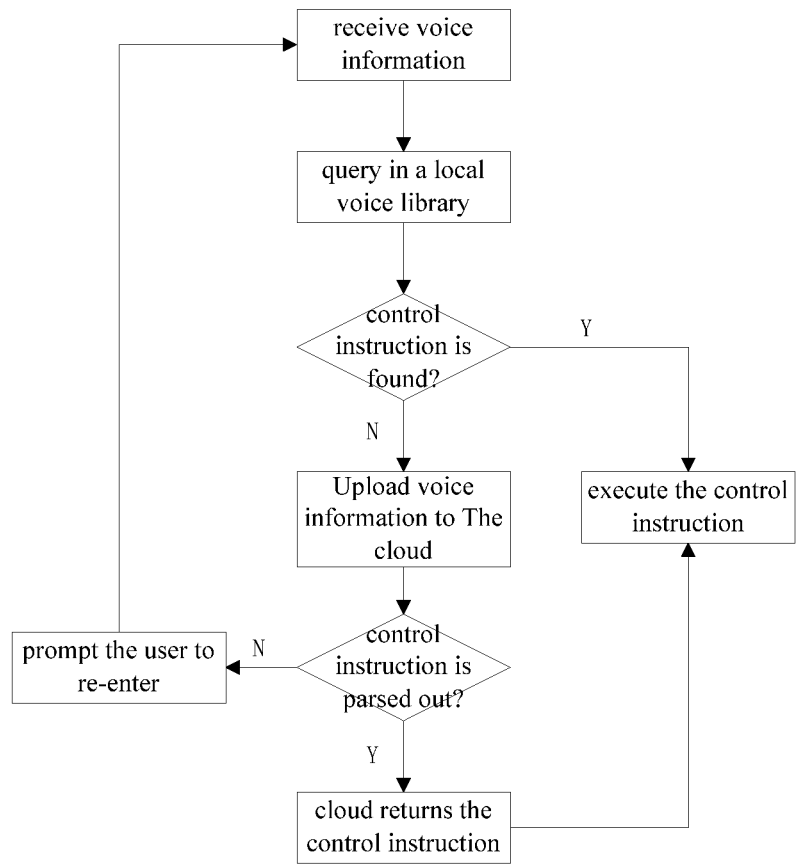 receive voice
information
query in a local
voice library
control
instruction is
found?
Y
N
Upload voice
information to The
cloud
execute the control
instruction
control
instruction is
parsed out?
N
prompt the user to
re-enter
Y
cloud returns the
control instruction